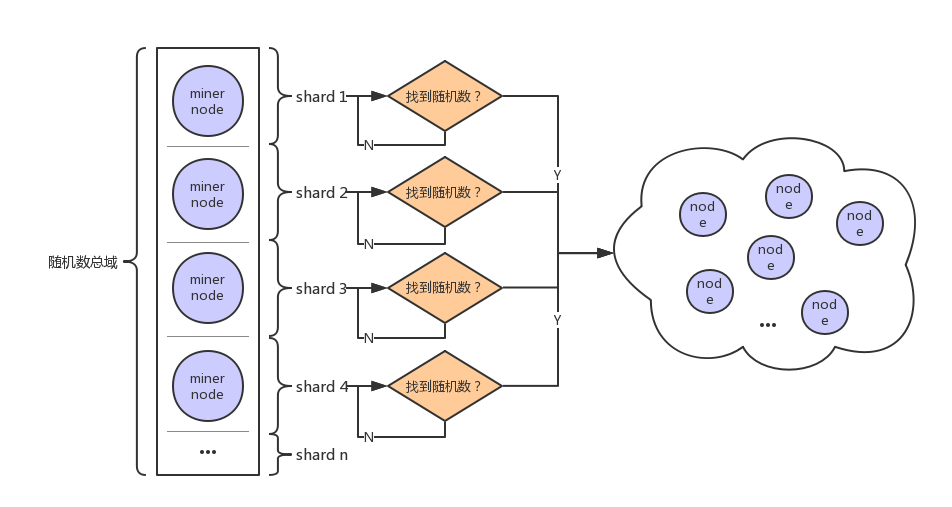 随机数总域
miner
node
miner
node
miner
node
miner
node
•••
shard 1
找到随机数？
N
shard 2
找到随机数？
N
shard 3
找到随机数？
N
shard 4
找到随机数？
N
shard n
Y
Y
nod
e
nod
e
nod
e
nod
e
nod
e
nod
e
•••